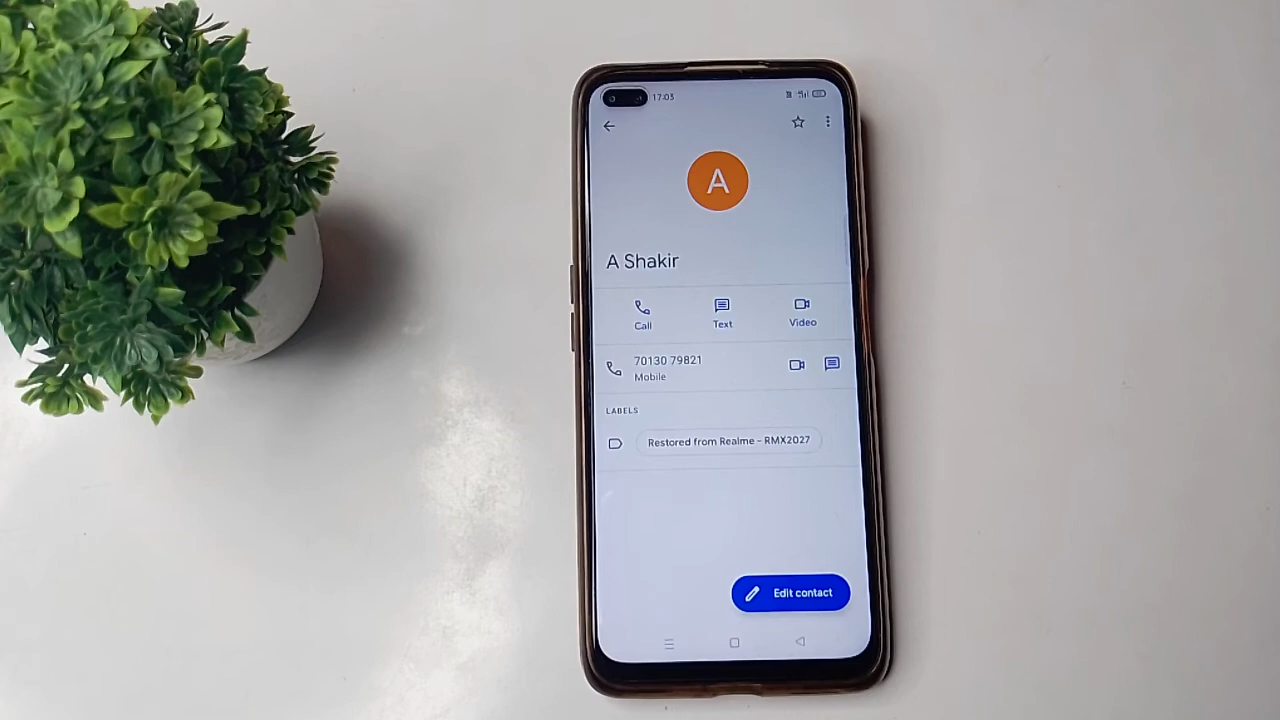 17:03
A
A Shakir
Call Text Video
70130 79821
Mobile
LABELS
Restored from Realme - RMX2027
Edit contact